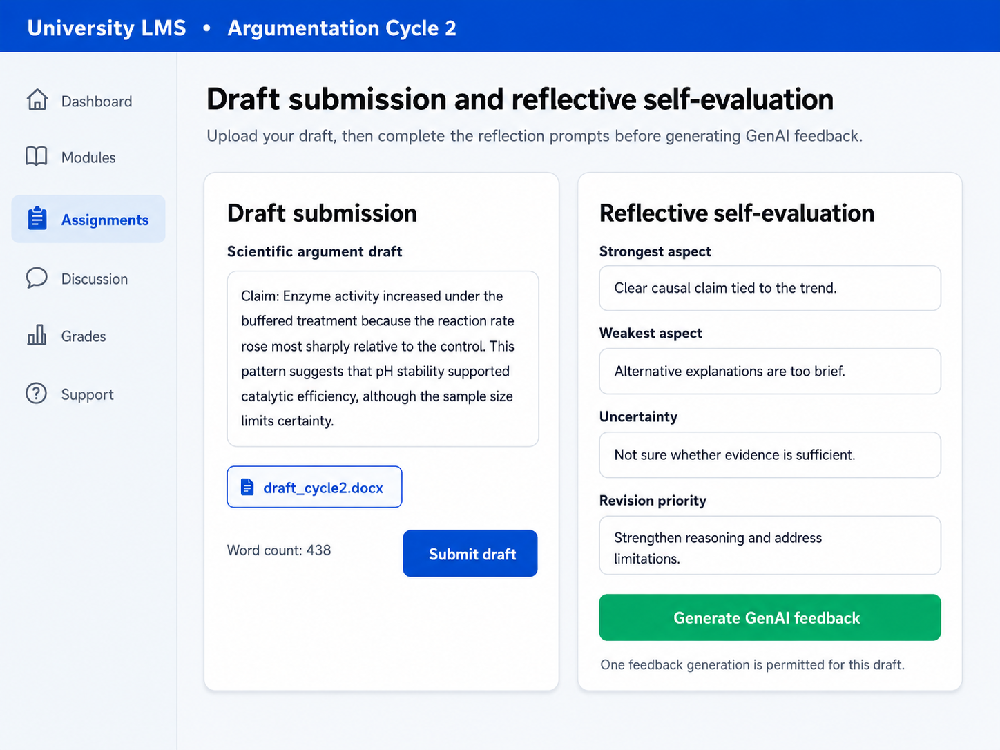 University LMS • Argumentation Cycle 2
Dashboard
Modules
Assignments
Discussion
Grades
Support
Draft submission and reflective self-evaluation
Upload your draft, then complete the reflection prompts before generating GenAI feedback.
Draft submission
Scientific argument draft
Claim: Enzyme activity increased under the
buffered treatment because the reaction rate
rose most sharply relative to the control. This
pattern suggests that pH stability supported
catalytic efficiency, although the sample size
limits certainty.
draft_cycle2.docx
Word count: 438
Submit draft
Reflective self-evaluation
Strongest aspect
Clear causal claim tied to the trend.
Weakest aspect
Alternative explanations are too brief.
Uncertainty
Not sure whether evidence is sufficient.
Revision priority
Strengthen reasoning and address
limitations.
Generate GenAI feedback
One feedback generation is permitted for this draft.